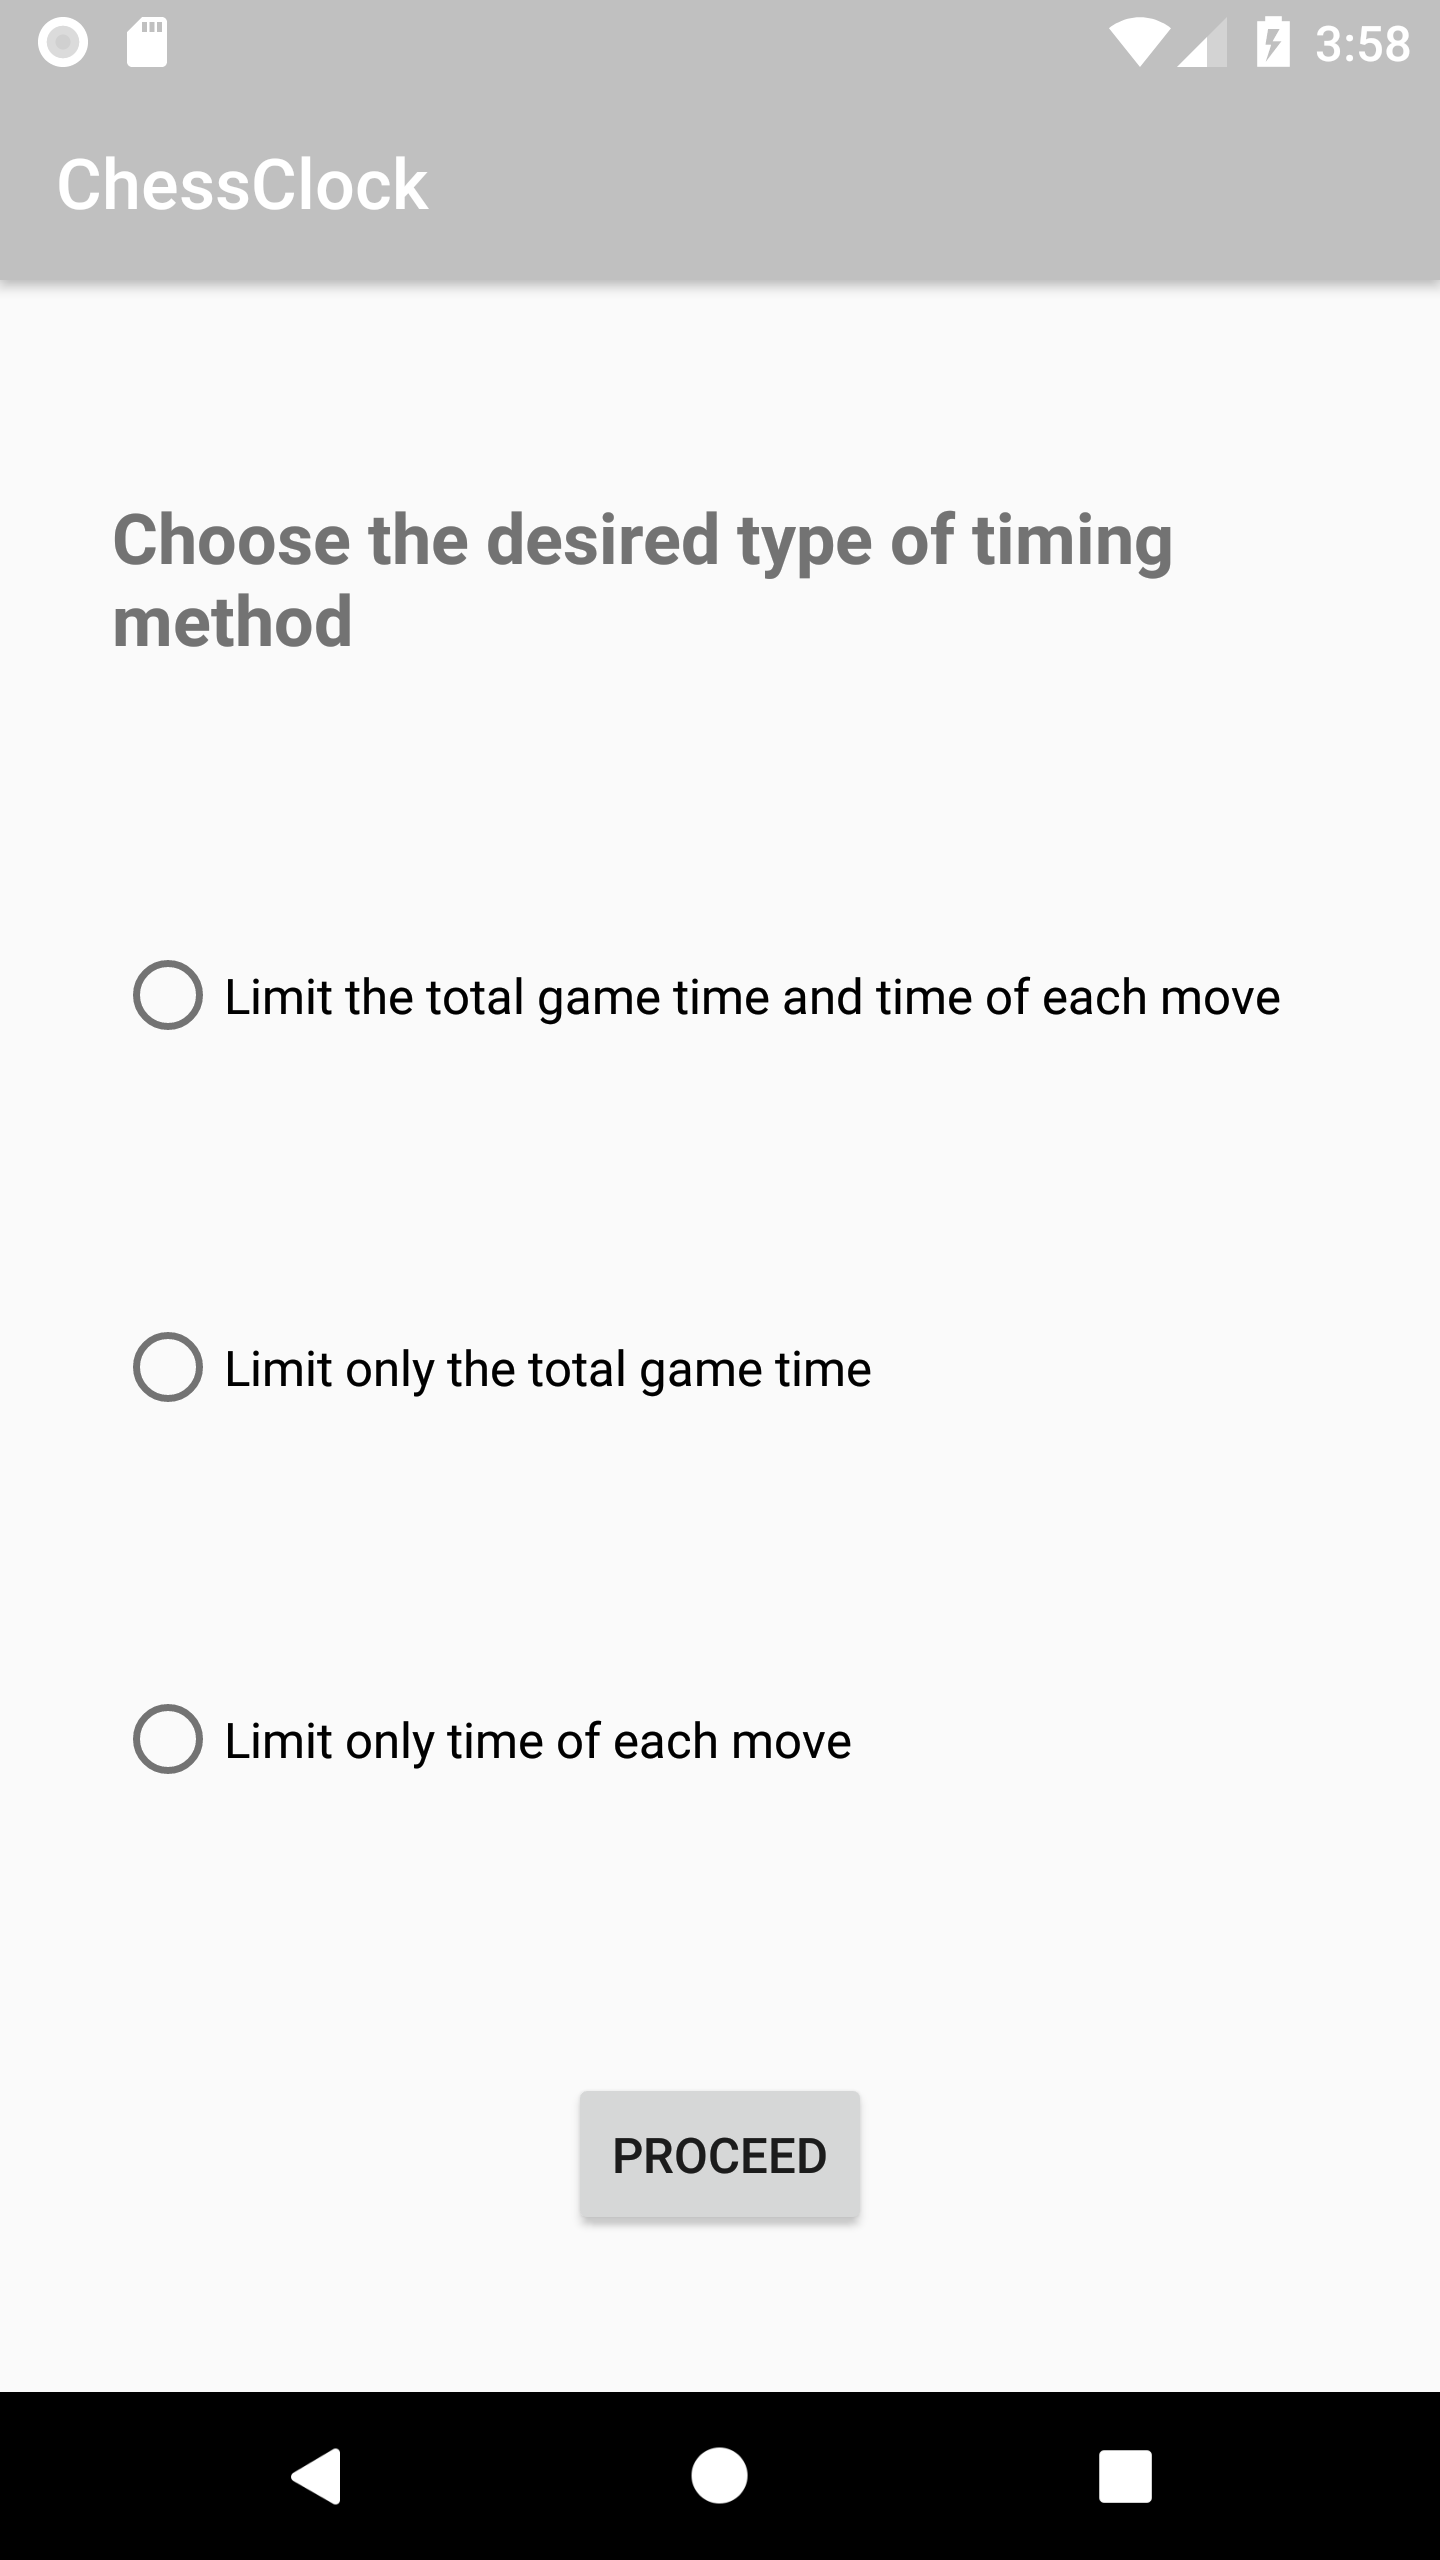 3:58
ChessClock
Choose the desired type of timing
method
Limit the total game time and time of each move
Limit only the total game time
Limit only time of each move
PROCEED